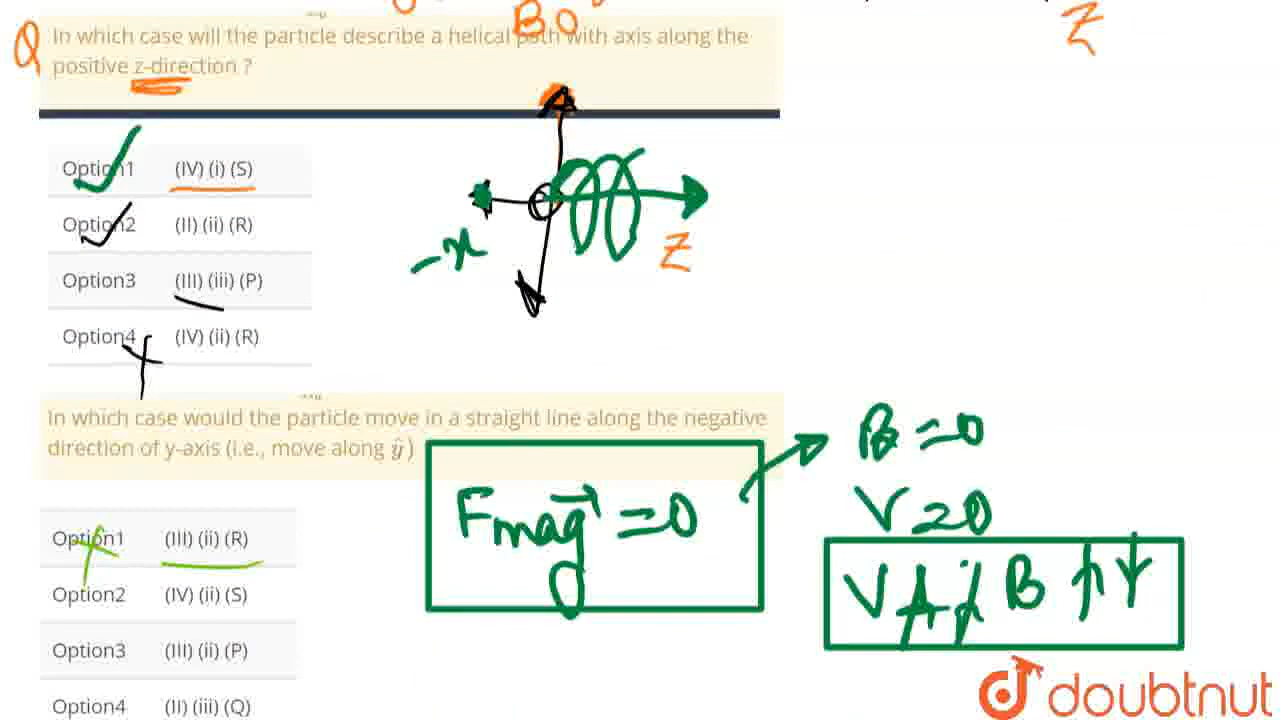 B0
Z
Q In which case will the particle describe a helical path with axis along the
positive z-direction ?
Option1 (IV) (i) (S)
Option2 (II) (ii) (R)
Option3 (III) (iii) (P)
Option4 (IV) (ii) (R)
-x
Z
In which case would the particle move in a straight line along the negative
direction of y-axis (i.e., move along ŷ)
Option1 (III) (ii) (R)
Option2 (IV) (ii) (S)
Option3 (III) (ii) (P)
Option4 (II) (iii) (Q)
Fmag = 0
B = 0
V = 0
V B
doubtnut